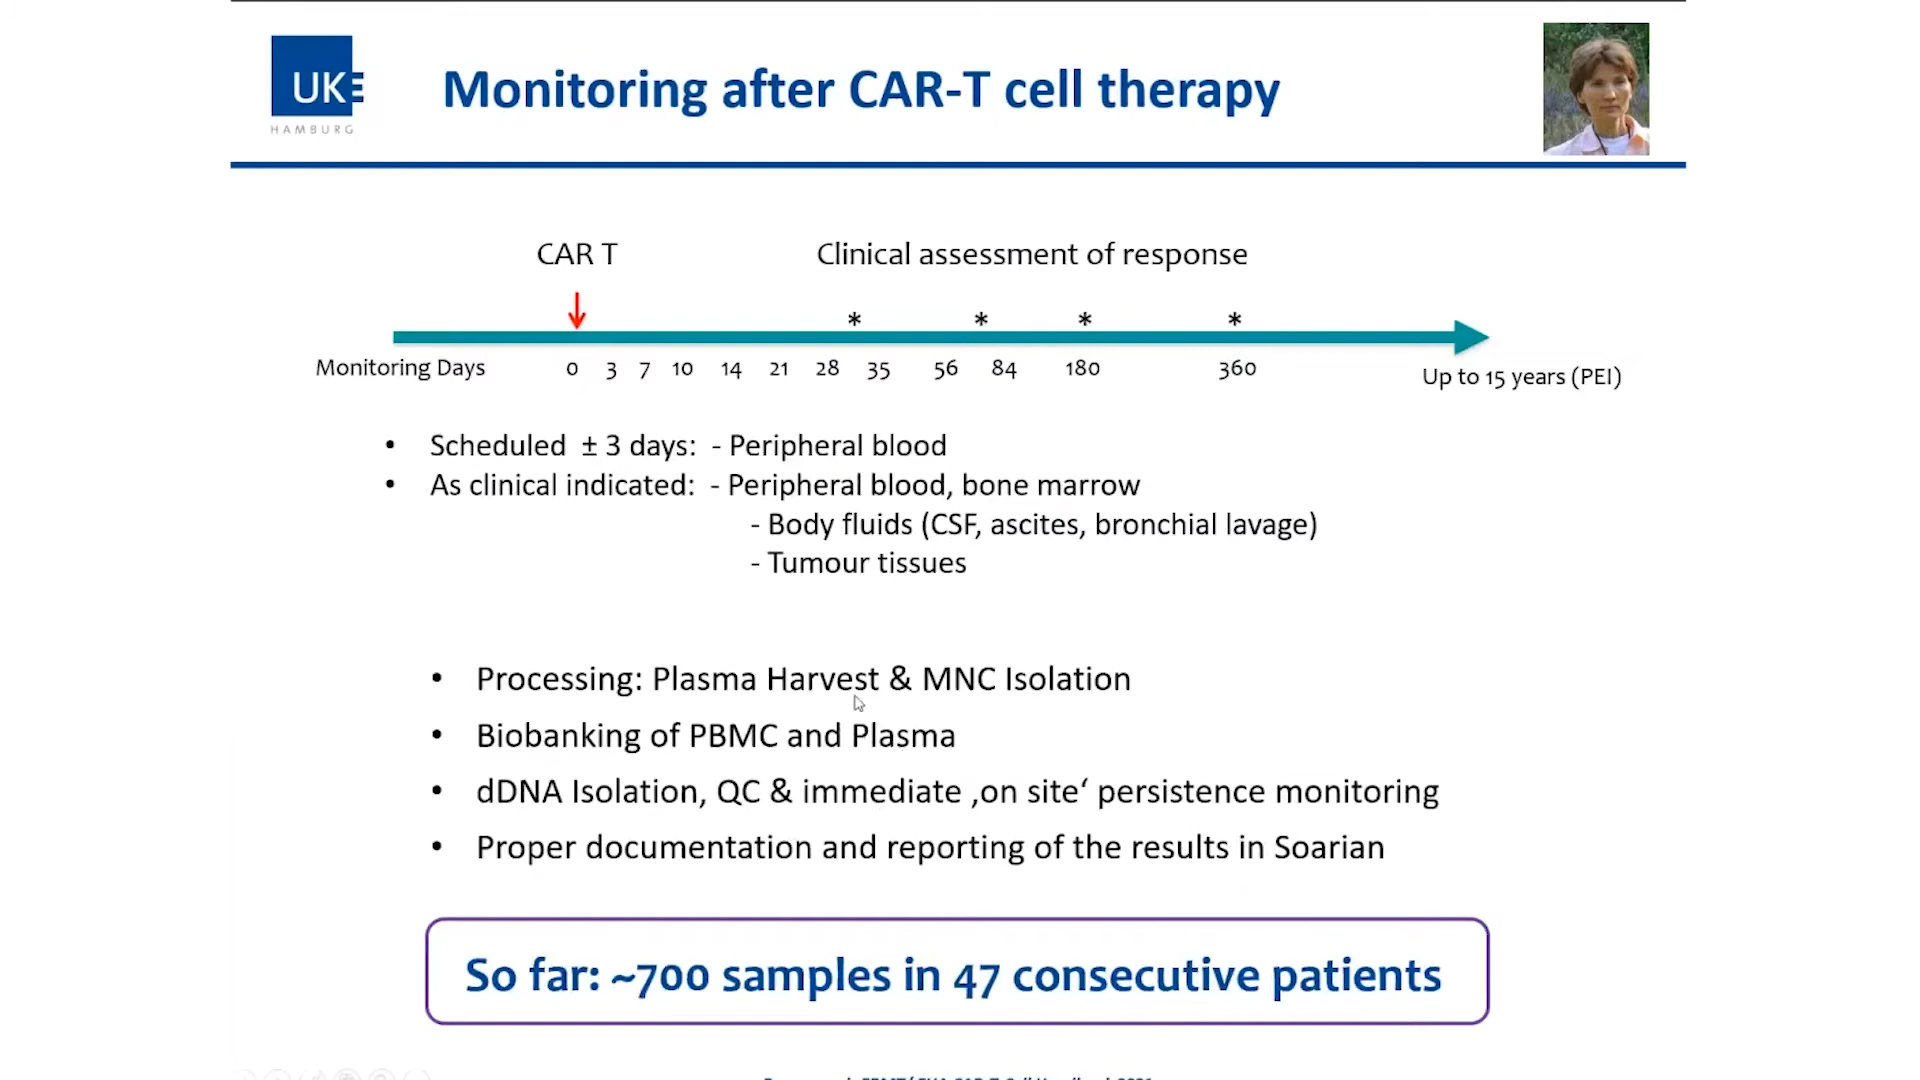 UKE
HAMBURG
Monitoring after CAR-T cell therapy
CAR T
Clinical assessment of response
* * * *
Monitoring Days 0 3 7 10 14 21 28 35 56 84 180 360
Up to 15 years (PEI)
• Scheduled ± 3 days: - Peripheral blood
• As clinical indicated: - Peripheral blood, bone marrow
- Body fluids (CSF, ascites, bronchial lavage)
- Tumour tissues
• Processing: Plasma Harvest & MNC Isolation
• Biobanking of PBMC and Plasma
• dDNA Isolation, QC & immediate ‚on site‘ persistence monitoring
• Proper documentation and reporting of the results in Soarian
So far: ~700 samples in 47 consecutive patients